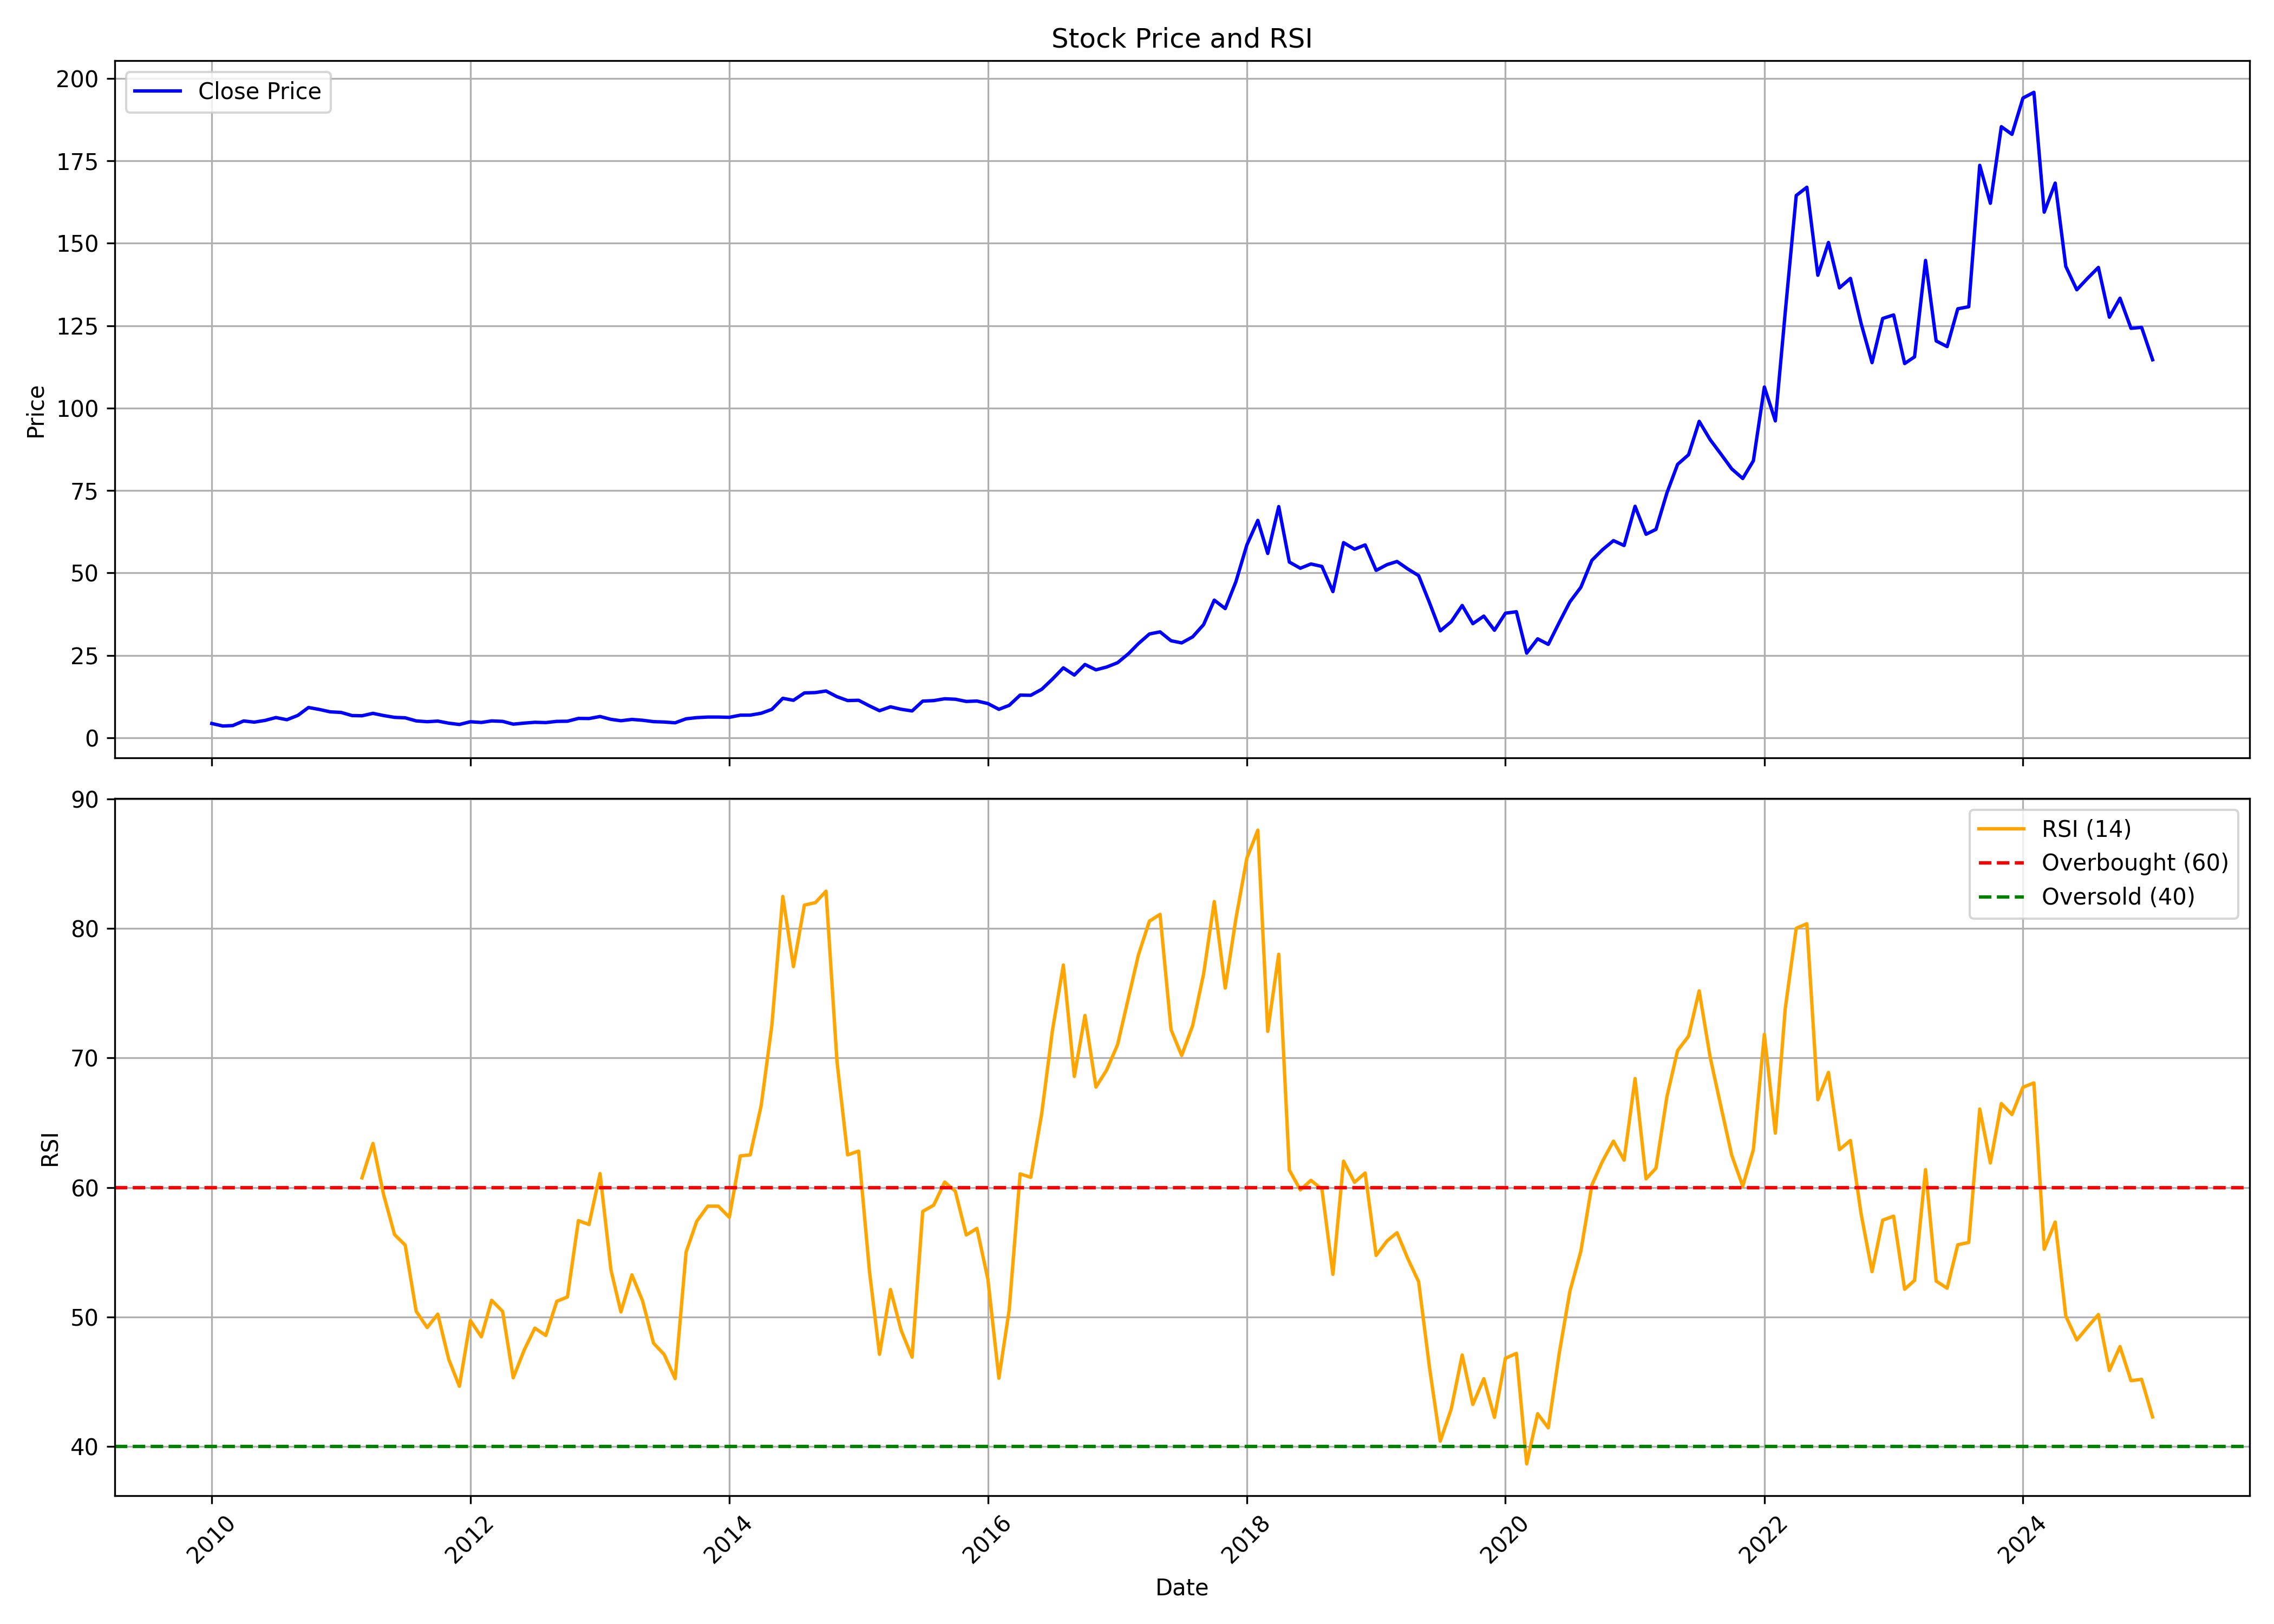 Stock Price and RSI
Close Price
200
175
150
125
100
75
50
25
0
Price
RSI (14)
Overbought (60)
Oversold (40)
90
80
70
60
50
40
RSI
2010
2012
2014
2016
2018
2020
2022
2024
Date